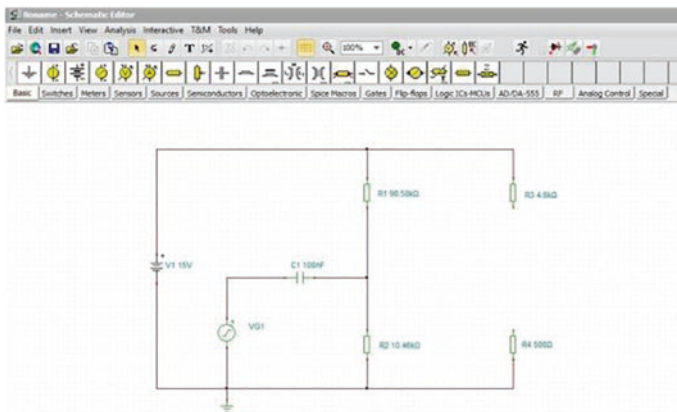 Noname - Schematic Editor
File Edit Insert View Analysis Interactive T&M Tools Help
100%
Basic Switches Meters Sensors Sources Semiconductors Optoelectronic Spice Macros Gates Flip-flops Logic ICs-MCUs AD/DA-555 RF Analog Control Special
R1 90.50kΩ
R3 4.0kΩ
V1 15V
C1 100nF
VG1
R2 10.46kΩ
R4 500Ω